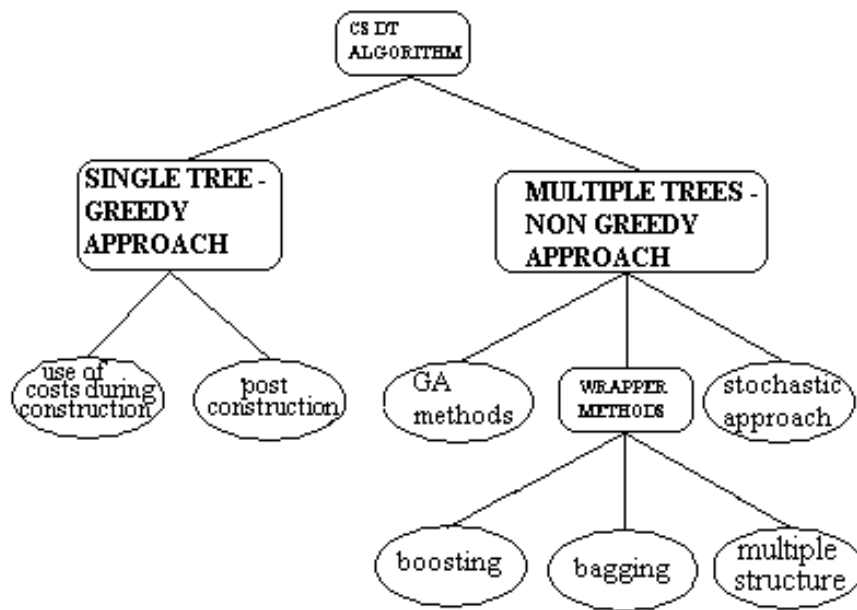 CS DT
ALGORITHM
SINGLE TREE -
GREEDY
APPROACH
MULTIPLE TREES -
NON GREEDY
APPROACH
use of
costs during
construction
post
construction
GA
methods
WRAPPER
METHODS
stochastic
approach
boosting
bagging
multiple
structure